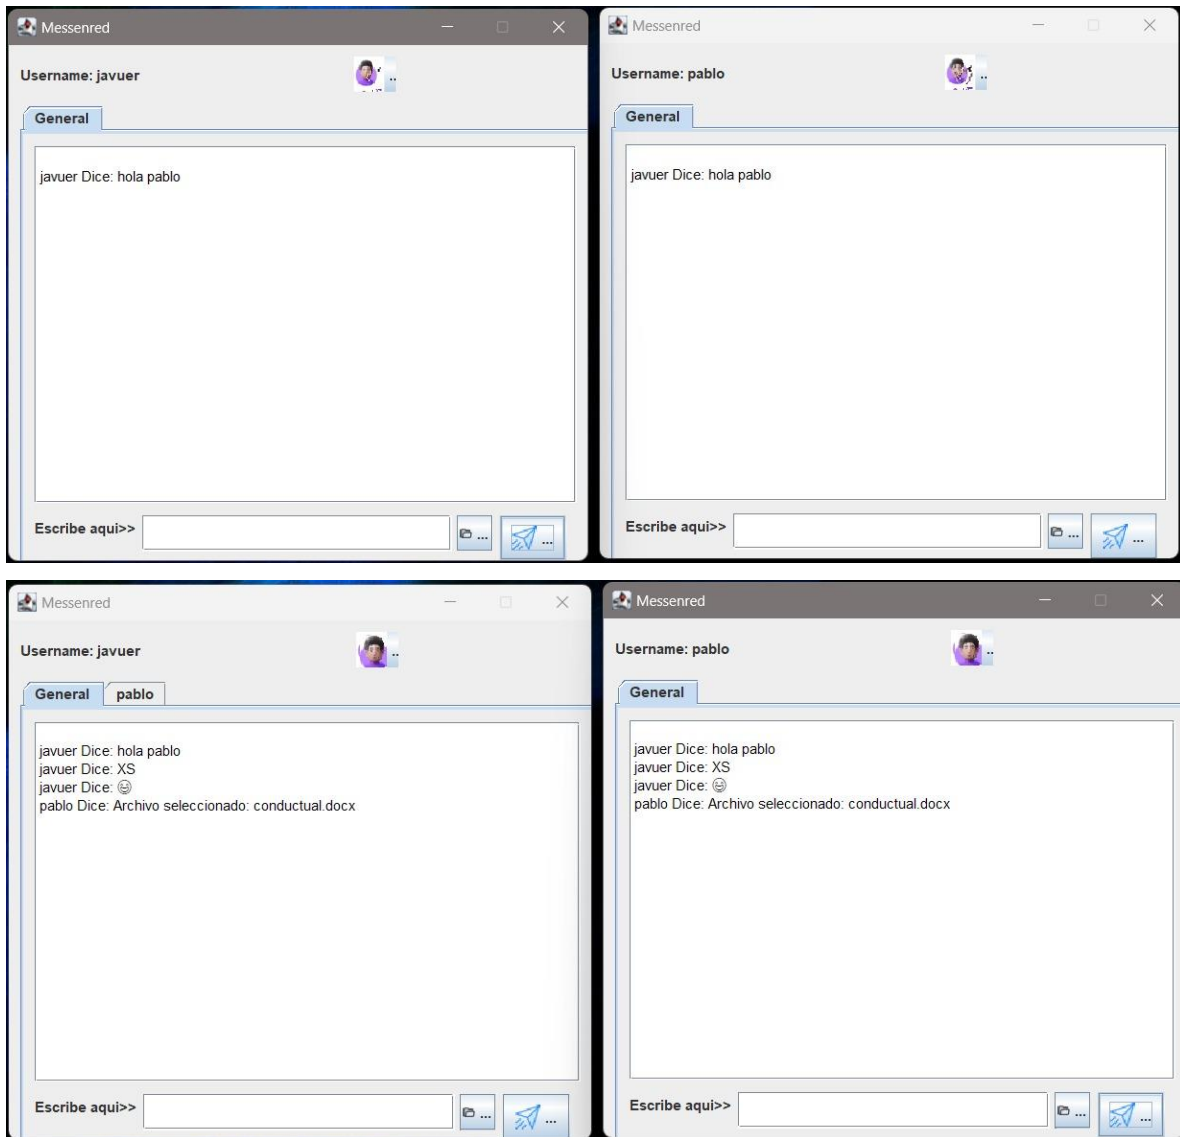 Messenred
Username: javuer
..
General
javuer Dice: hola pablo
Escribe aqui>>
...
...
Messenred
Username: pablo
..
General
javuer Dice: hola pablo
Escribe aqui>>
...
...
Messenred
Username: javuer
..
General pablo
javuer Dice: hola pablo
javuer Dice: XS
javuer Dice: 😄
pablo Dice: Archivo seleccionado: conductual.docx
Escribe aqui>>
...
...
Messenred
Username: pablo
..
General
javuer Dice: hola pablo
javuer Dice: XS
javuer Dice: 😄
pablo Dice: Archivo seleccionado: conductual.docx
Escribe aqui>>
...
...